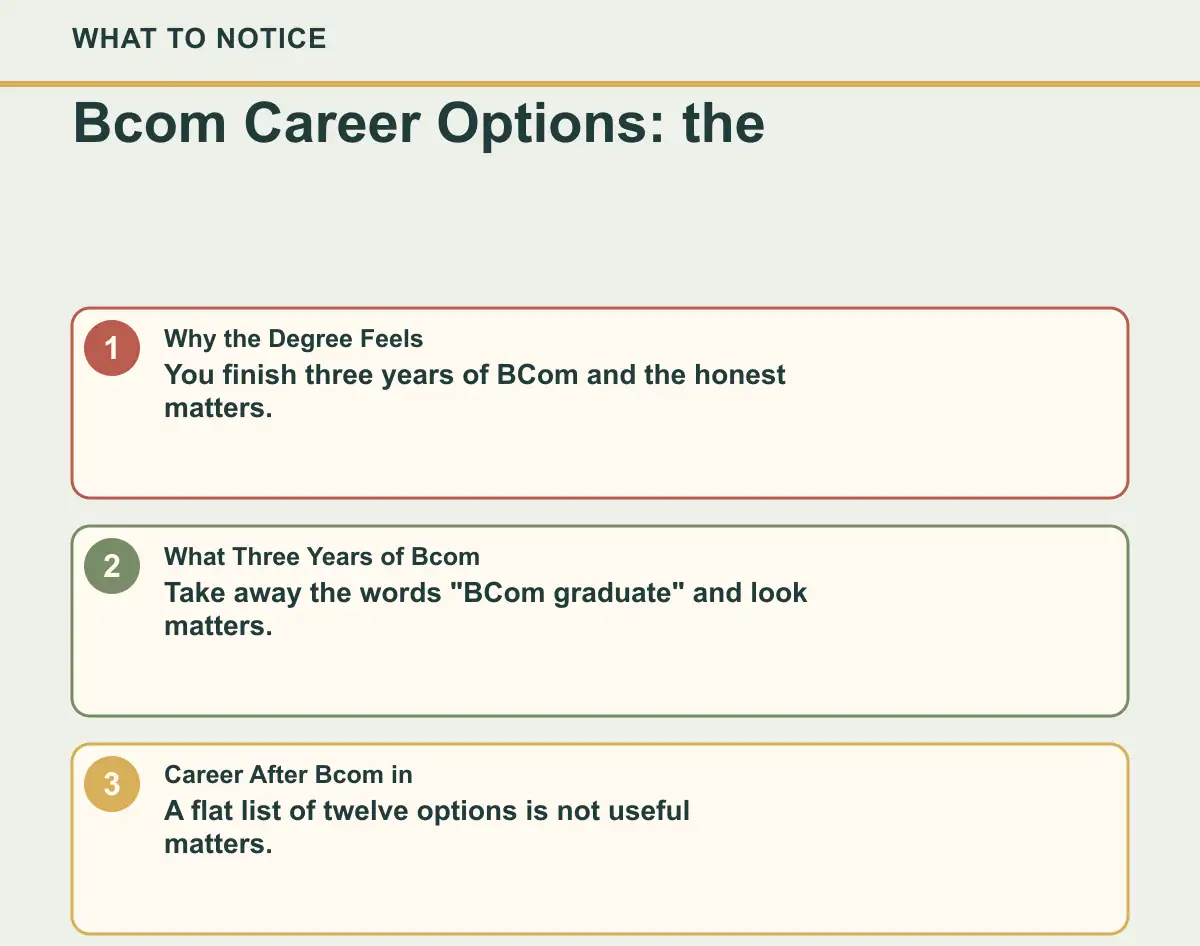 WHAT TO NOTICE
Bcom Career Options: the
1
Why the Degree Feels
You finish three years of BCom and the honest
matters.
2
What Three Years of Bcom
Take away the words "BCom graduate" and look
matters.
3
Career After Bcom in
A flat list of twelve options is not useful
matters.